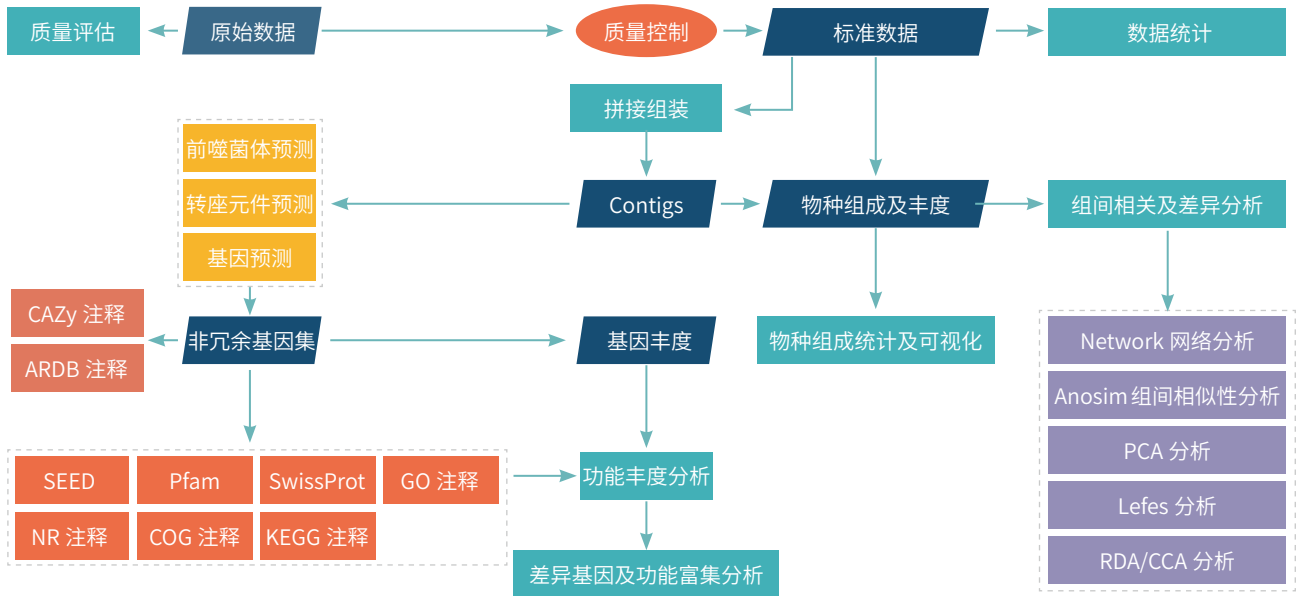 质量评估
原始数据
质量控制
标准数据
数据统计
拼接组装
前噬菌体预测
转座元件预测
基因预测
Contigs
物种组成及丰度
组间相关及差异分析
CAZy 注释
ARDB 注释
非冗余基因集
基因丰度
物种组成统计及可视化
Network 网络分析
Anosim 组间相似性分析
PCA 分析
Lefes 分析
RDA/CCA 分析
SEED
Pfam
SwissProt
GO 注释
NR 注释
COG 注释
KEGG 注释
功能丰度分析
差异基因及功能富集分析